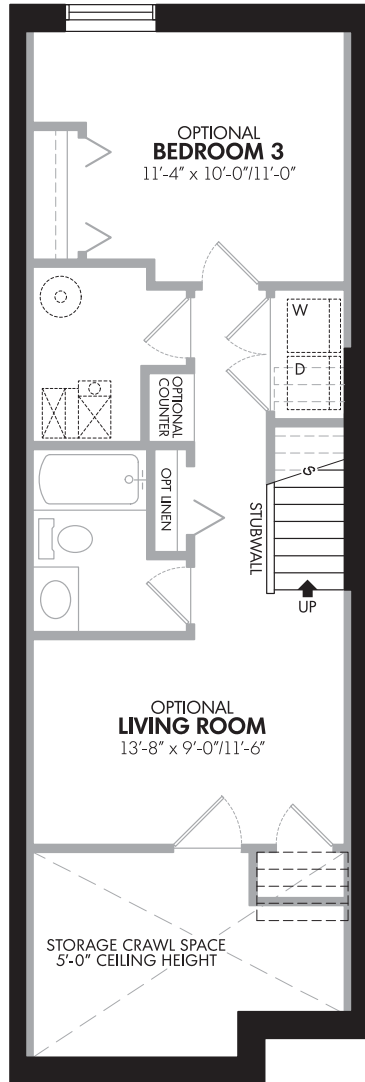 OPTIONAL
BEDROOM 3
11'-4" x 10'-0"/11'-0"
W
D
OPTIONAL
COUNTER
OPT LINEN
S
STUBWALL
UP
OPTIONAL
LIVING ROOM
13'-8" x 9'-0"/11'-6"
STORAGE CRAWL SPACE
5'-0" CEILING HEIGHT